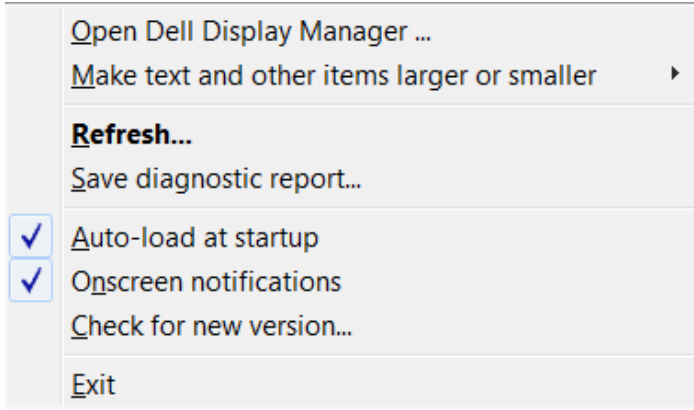 Open Dell Display Manager ...
Make text and other items larger or smaller
Refresh...
Save diagnostic report...
Auto-load at startup
Onscreen notifications
Check for new version...
Exit